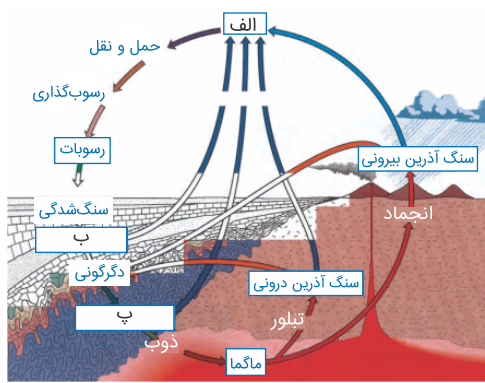 الف
حمل و نقل
رسوب‌گذاری
رسوبات
سنگ آذرین بیرونی
سنگ‌شدگی
انجماد
ب
دگرگونی
سنگ آذرین درونی
پ
تبلور
ذوب
ماگما